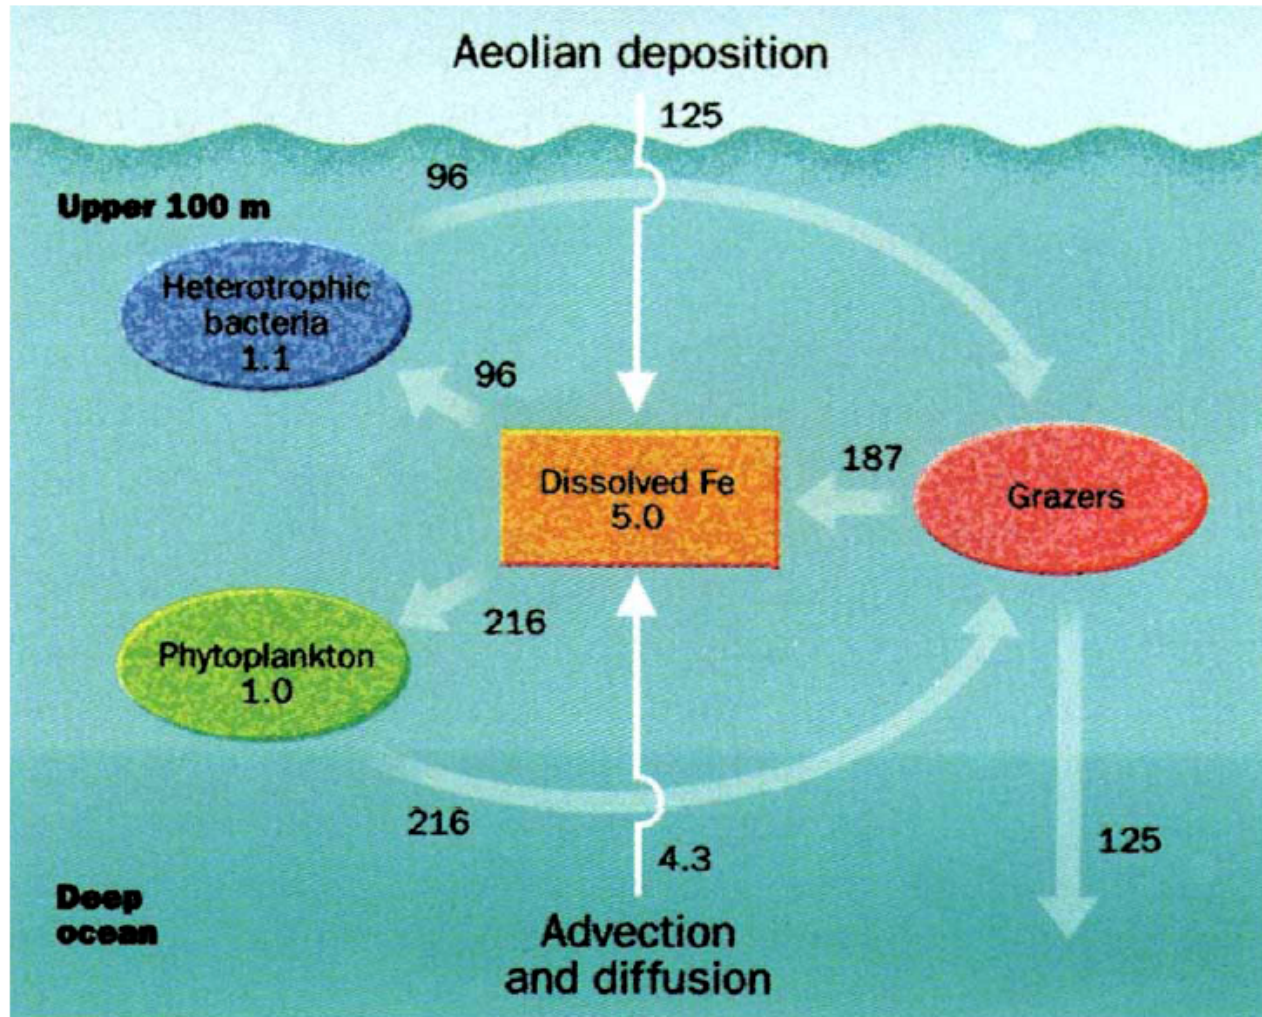 Aeolian deposition
125
96
Upper 100 m
Heterotrophic
bacteria
1.1
96
187
Dissolved Fe
5.0
Grazers
216
Phytoplankton
1.0
216
4.3
125
Deep
ocean
Advection
and diffusion